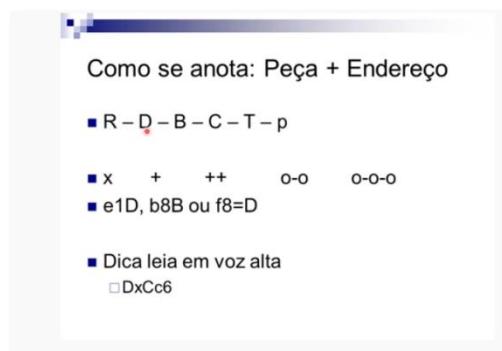 Como se anota: Peça + Endereço
R – D – B – C – T – p
x + ++ o-o o-o-o
e1D, b8B ou f8=D
Dica leia em voz alta
DxCc6